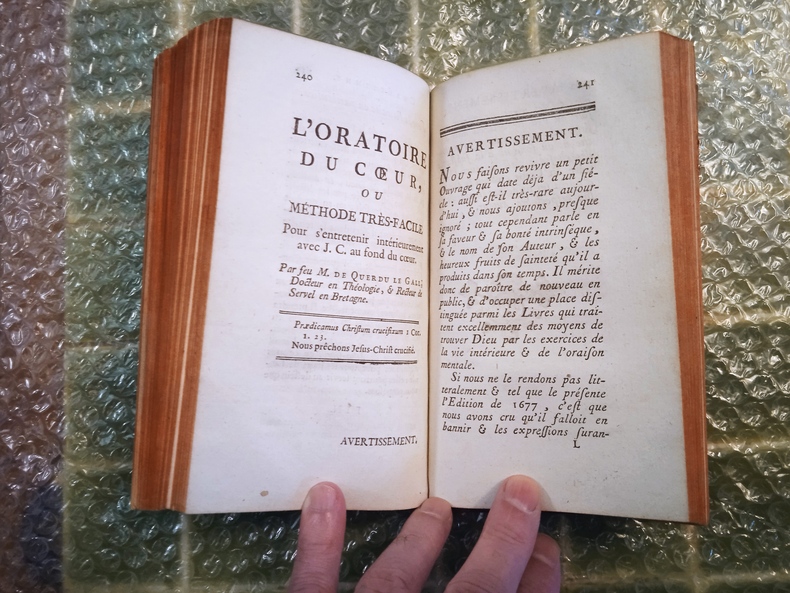 240
L'ORATOIRE
DU CŒUR,
OU
MÉTHODE TRÈS-FACILE
Pour s'entretenir intérieurement
avec J. C. au fond du cœur.
Par feu M. DE QUERDU LE GALL,
Docteur en Théologie, & Recteur de
Servel en Bretagne.
Prædicamus Christum crucifixum 1 Cor.
1. 23.
Nous prêchons Jesus-Christ crucifié.
AVERTISSEMENT.
241
AVERTISSEMENT.
Nous faiſons revivre un petit
Ouvrage qui date déja d'un ſié-
cle : auſſi eſt-il très-rare aujour-
d'hui, & nous ajoutons, preſque
ignoré ; tout cependant parle en
ſa faveur & ſa bonté intrinſèque,
& le nom de ſon Auteur, & les
heureux fruits de ſainteté qu'il a
produits dans ſon temps. Il mérite
donc de paroître de nouveau en
public, & d'occuper une place diſ-
tinguée parmi les Livres qui trai-
tent excellemment des moyens de
trouver Dieu par les exercices de
la vie intérieure & de l'oraiſon
mentale.
Si nous ne le rendons pas lit-
teralement & tel que le préſente
l'Edition de 1677, c'eſt que
nous avons cru qu'il falloit en
bannir & les expreſſions ſuran-
L